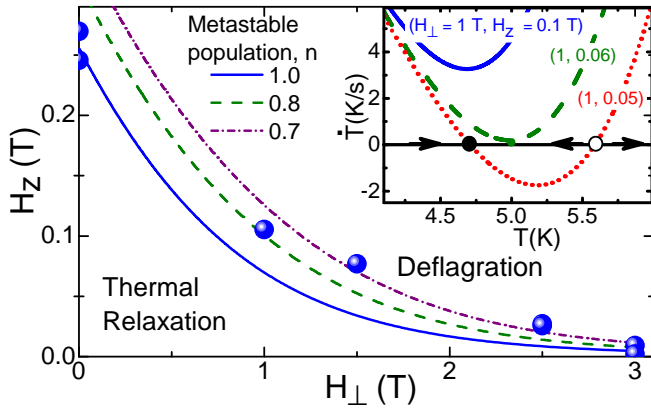 Metastable
population, n
1.0
0.8
0.7
(H⊥ = 1 T, Hz = 0.1 T)
(1, 0.06)
(1, 0.05)
4
2
0
-2
Ṫ(K/s)
4.5
5.0
5.5
T(K)
0.2
0.1
0.0
Hz (T)
Thermal
Relaxation
Deflagration
0
1
2
3
H⊥ (T)